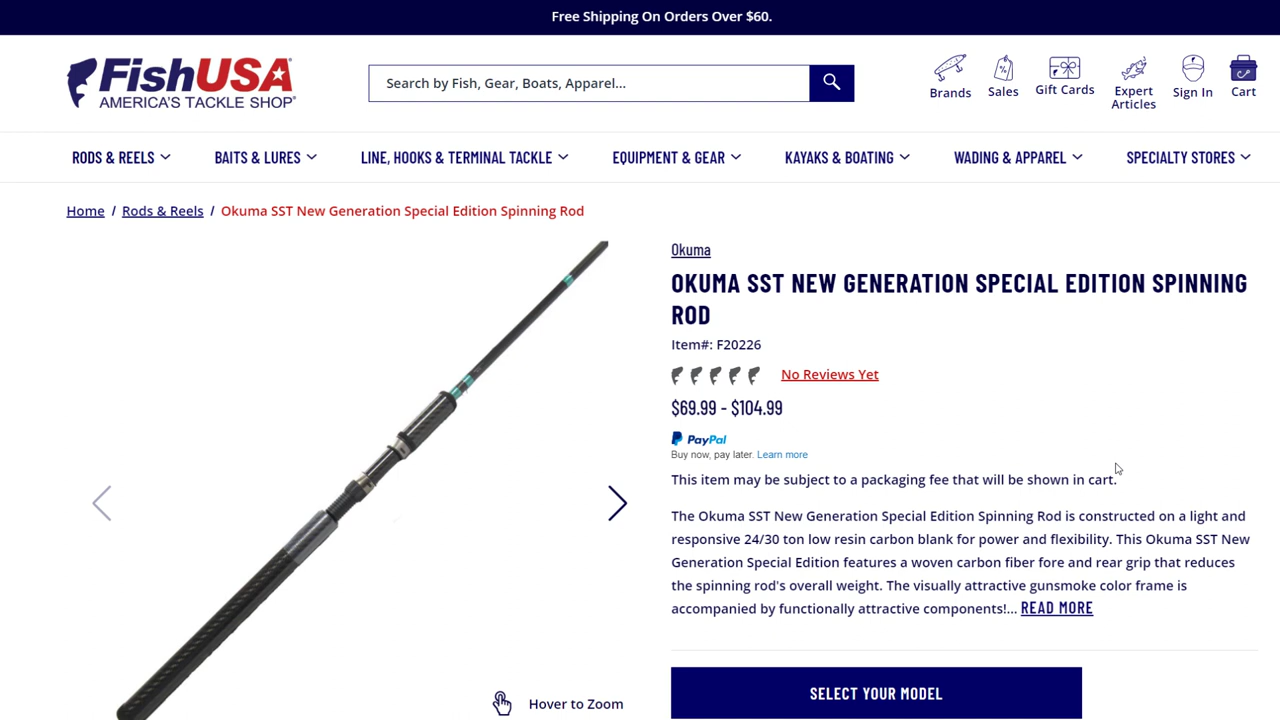 Free Shipping On Orders Over $60.
FishUSA
AMERICA'S TACKLE SHOP
Search by Fish, Gear, Boats, Apparel...
Brands
Sales
Gift Cards
Expert
Articles
Sign In
Cart
RODS & REELS
BAITS & LURES
LINE, HOOKS & TERMINAL TACKLE
EQUIPMENT & GEAR
KAYAKS & BOATING
WADING & APPAREL
SPECIALTY STORES
Home / Rods & Reels / Okuma SST New Generation Special Edition Spinning Rod
Okuma
OKUMA SST NEW GENERATION SPECIAL EDITION SPINNING
ROD
Item#: F20226
No Reviews Yet
$69.99 - $104.99
PayPal
Buy now, pay later. Learn more
This item may be subject to a packaging fee that will be shown in cart.
The Okuma SST New Generation Special Edition Spinning Rod is constructed on a light and
responsive 24/30 ton low resin carbon blank for power and flexibility. This Okuma SST New
Generation Special Edition features a woven carbon fiber fore and rear grip that reduces
the spinning rod's overall weight. The visually attractive gunsmoke color frame is
accompanied by functionally attractive components!... READ MORE
Hover to Zoom
SELECT YOUR MODEL